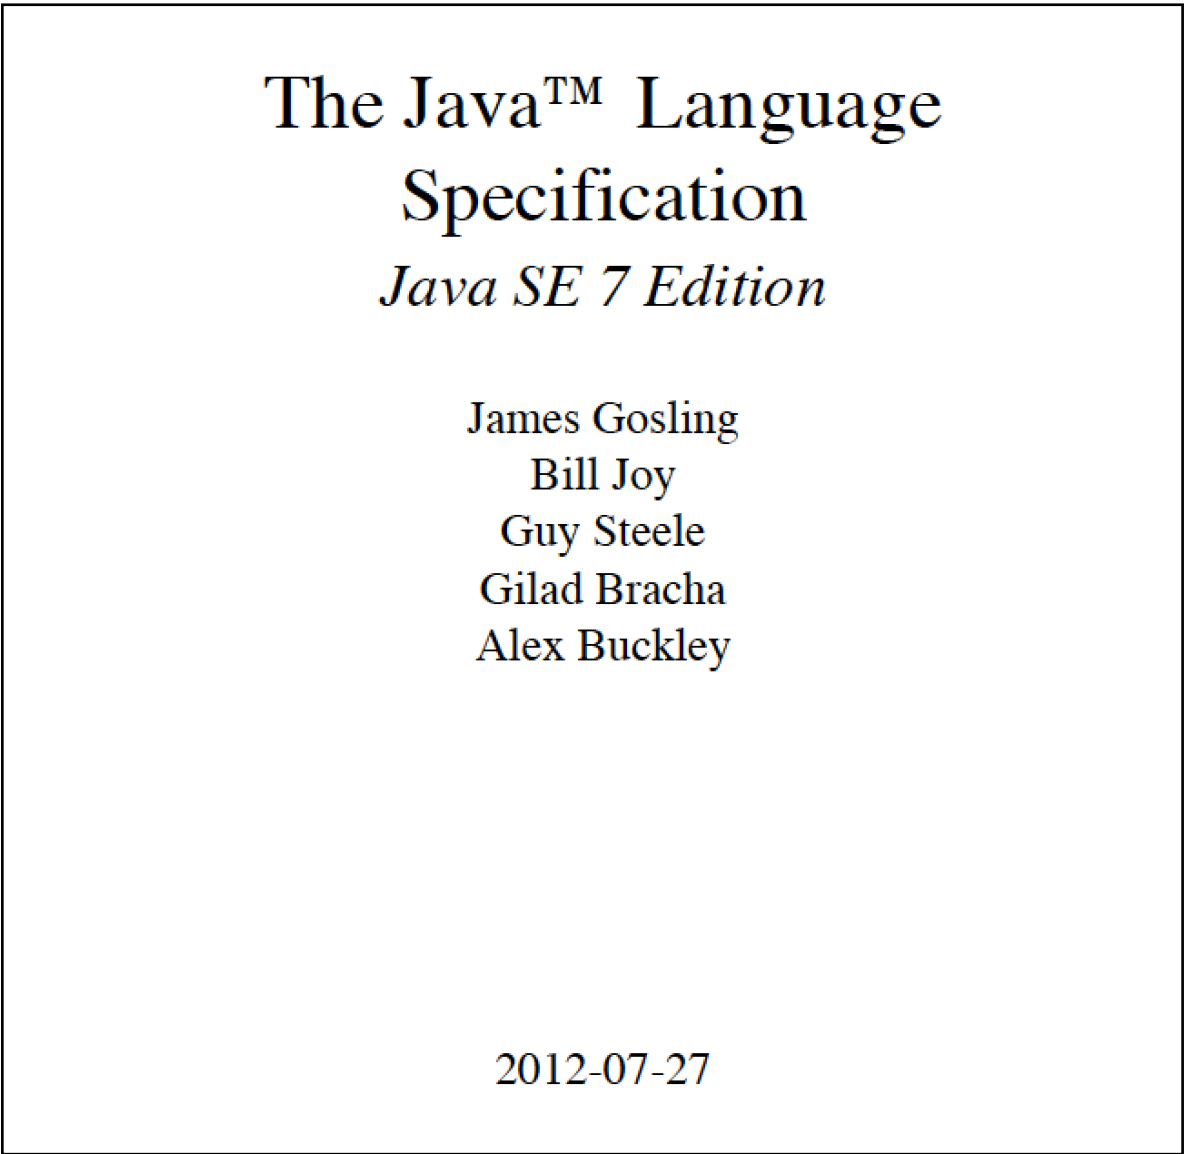 The Java™ Language
Specification
Java SE 7 Edition
James Gosling
Bill Joy
Guy Steele
Gilad Bracha
Alex Buckley
2012-07-27